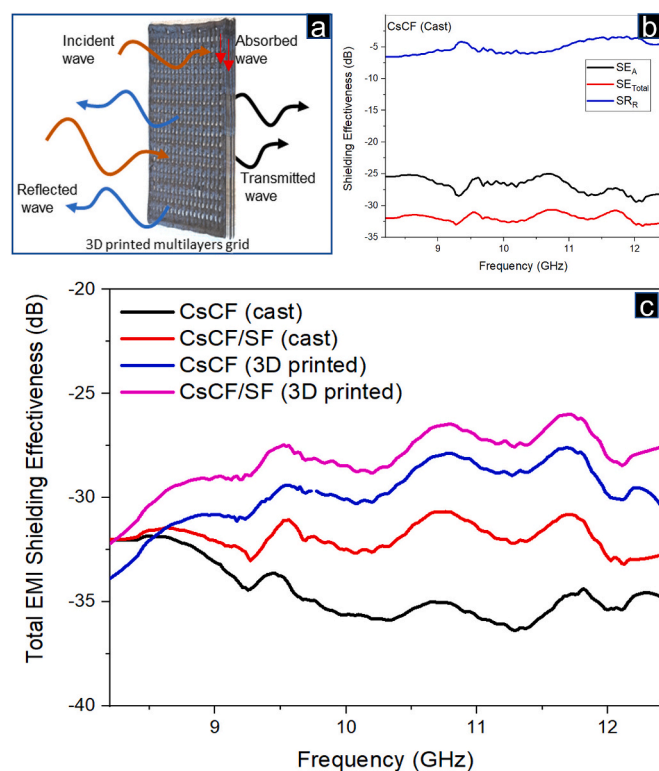 a
Incident
wave
Absorbed
wave
Reflected
wave
Transmitted
wave
3D printed multilayers grid
b
CsCF (Cast)
Shielding Effectiveness (dB)
-5
-10
-15
-20
-25
-30
-35
SE_A
SE_Total
SR_R
9
10
11
12
Frequency (GHz)
c
Total EMI Shielding Effectiveness (dB)
-20
-25
-30
-35
-40
CsCF (cast)
CsCF/SF (cast)
CsCF (3D printed)
CsCF/SF (3D printed)
9
10
11
12
Frequency (GHz)